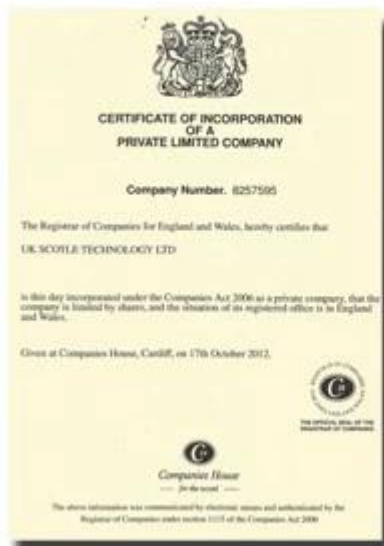 CERTIFICATE OF INCORPORATION
OF A
PRIVATE LIMITED COMPANY
Company Number. 8257595
The Registrar of Companies for England and Wales, hereby certifies that
UK SCOYLE TECHNOLOGY LTD
is this day incorporated under the Companies Act 2006 as a private company, that the
company is limited by shares, and the situation of its registered office is in England
and Wales.
Given at Companies House, Cardiff, on 17th October 2012.
THE OFFICIAL SEAL OF THE
REGISTRAR OF COMPANIES
Companies House
for the record
The above information was communicated by electronic means and authenticated by the
Registrar of Companies under section 1115 of the Companies Act 2006